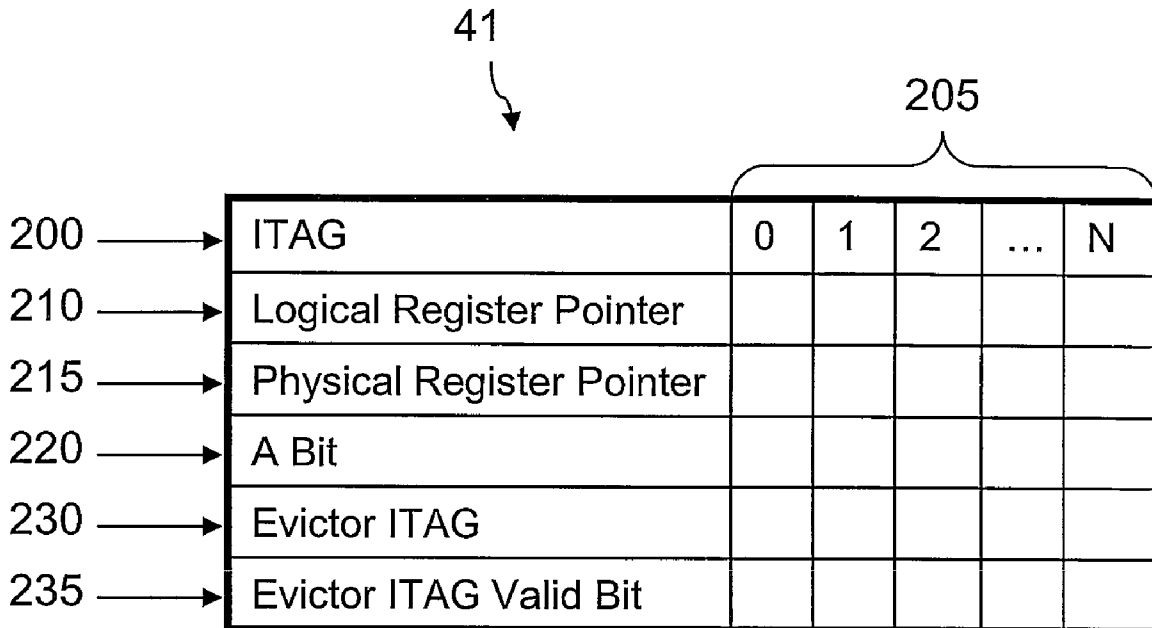 41
205
200 ITAG 0 1 2 ... N
210 Logical Register Pointer
215 Physical Register Pointer
220 A Bit
230 Evictor ITAG
235 Evictor ITAG Valid Bit